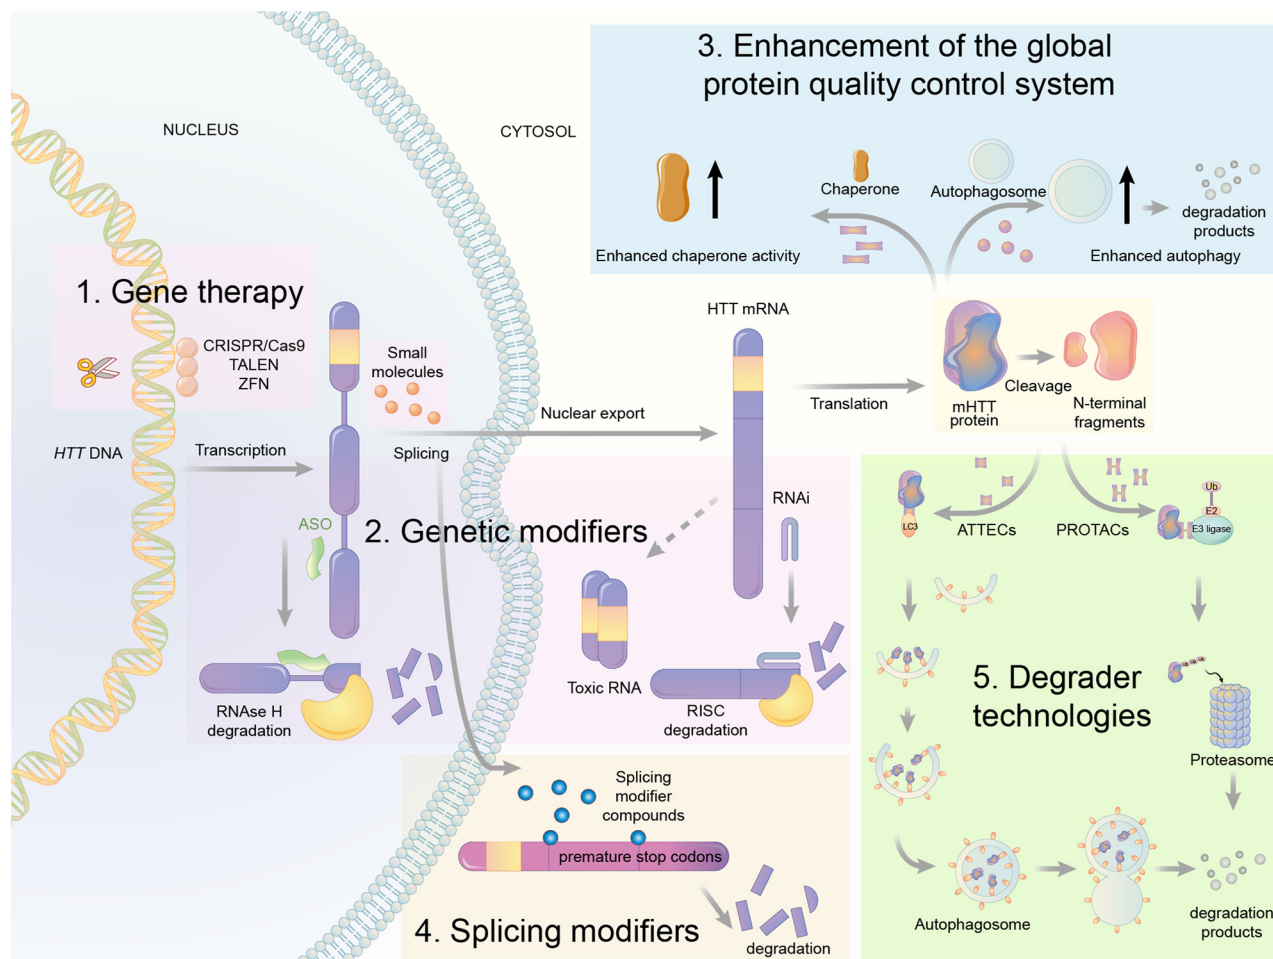 3. Enhancement of the global
protein quality control system
NUCLEUS
CYTOSOL
Chaperone
Autophagosome
degradation
products
Enhanced chaperone activity
Enhanced autophagy
1. Gene therapy
CRISPR/Cas9
TALEN
ZFN
Small
molecules
HTT mRNA
Nuclear export
Translation
Cleavage
mHTT
protein
N-terminal
fragments
HTT DNA
Transcription
Splicing
2. Genetic modifiers
ASO
RNAi
RNAse H
degradation
Toxic RNA
RISC
degradation
LC3
ATTECs
PROTACs
Ub
E2
E3 ligase
5. Degrader
technologies
Ub Ub Ub
Proteasome
Autophagosome
degradation
products
Splicing
modifier
compounds
premature stop codons
4. Splicing modifiers
degradation